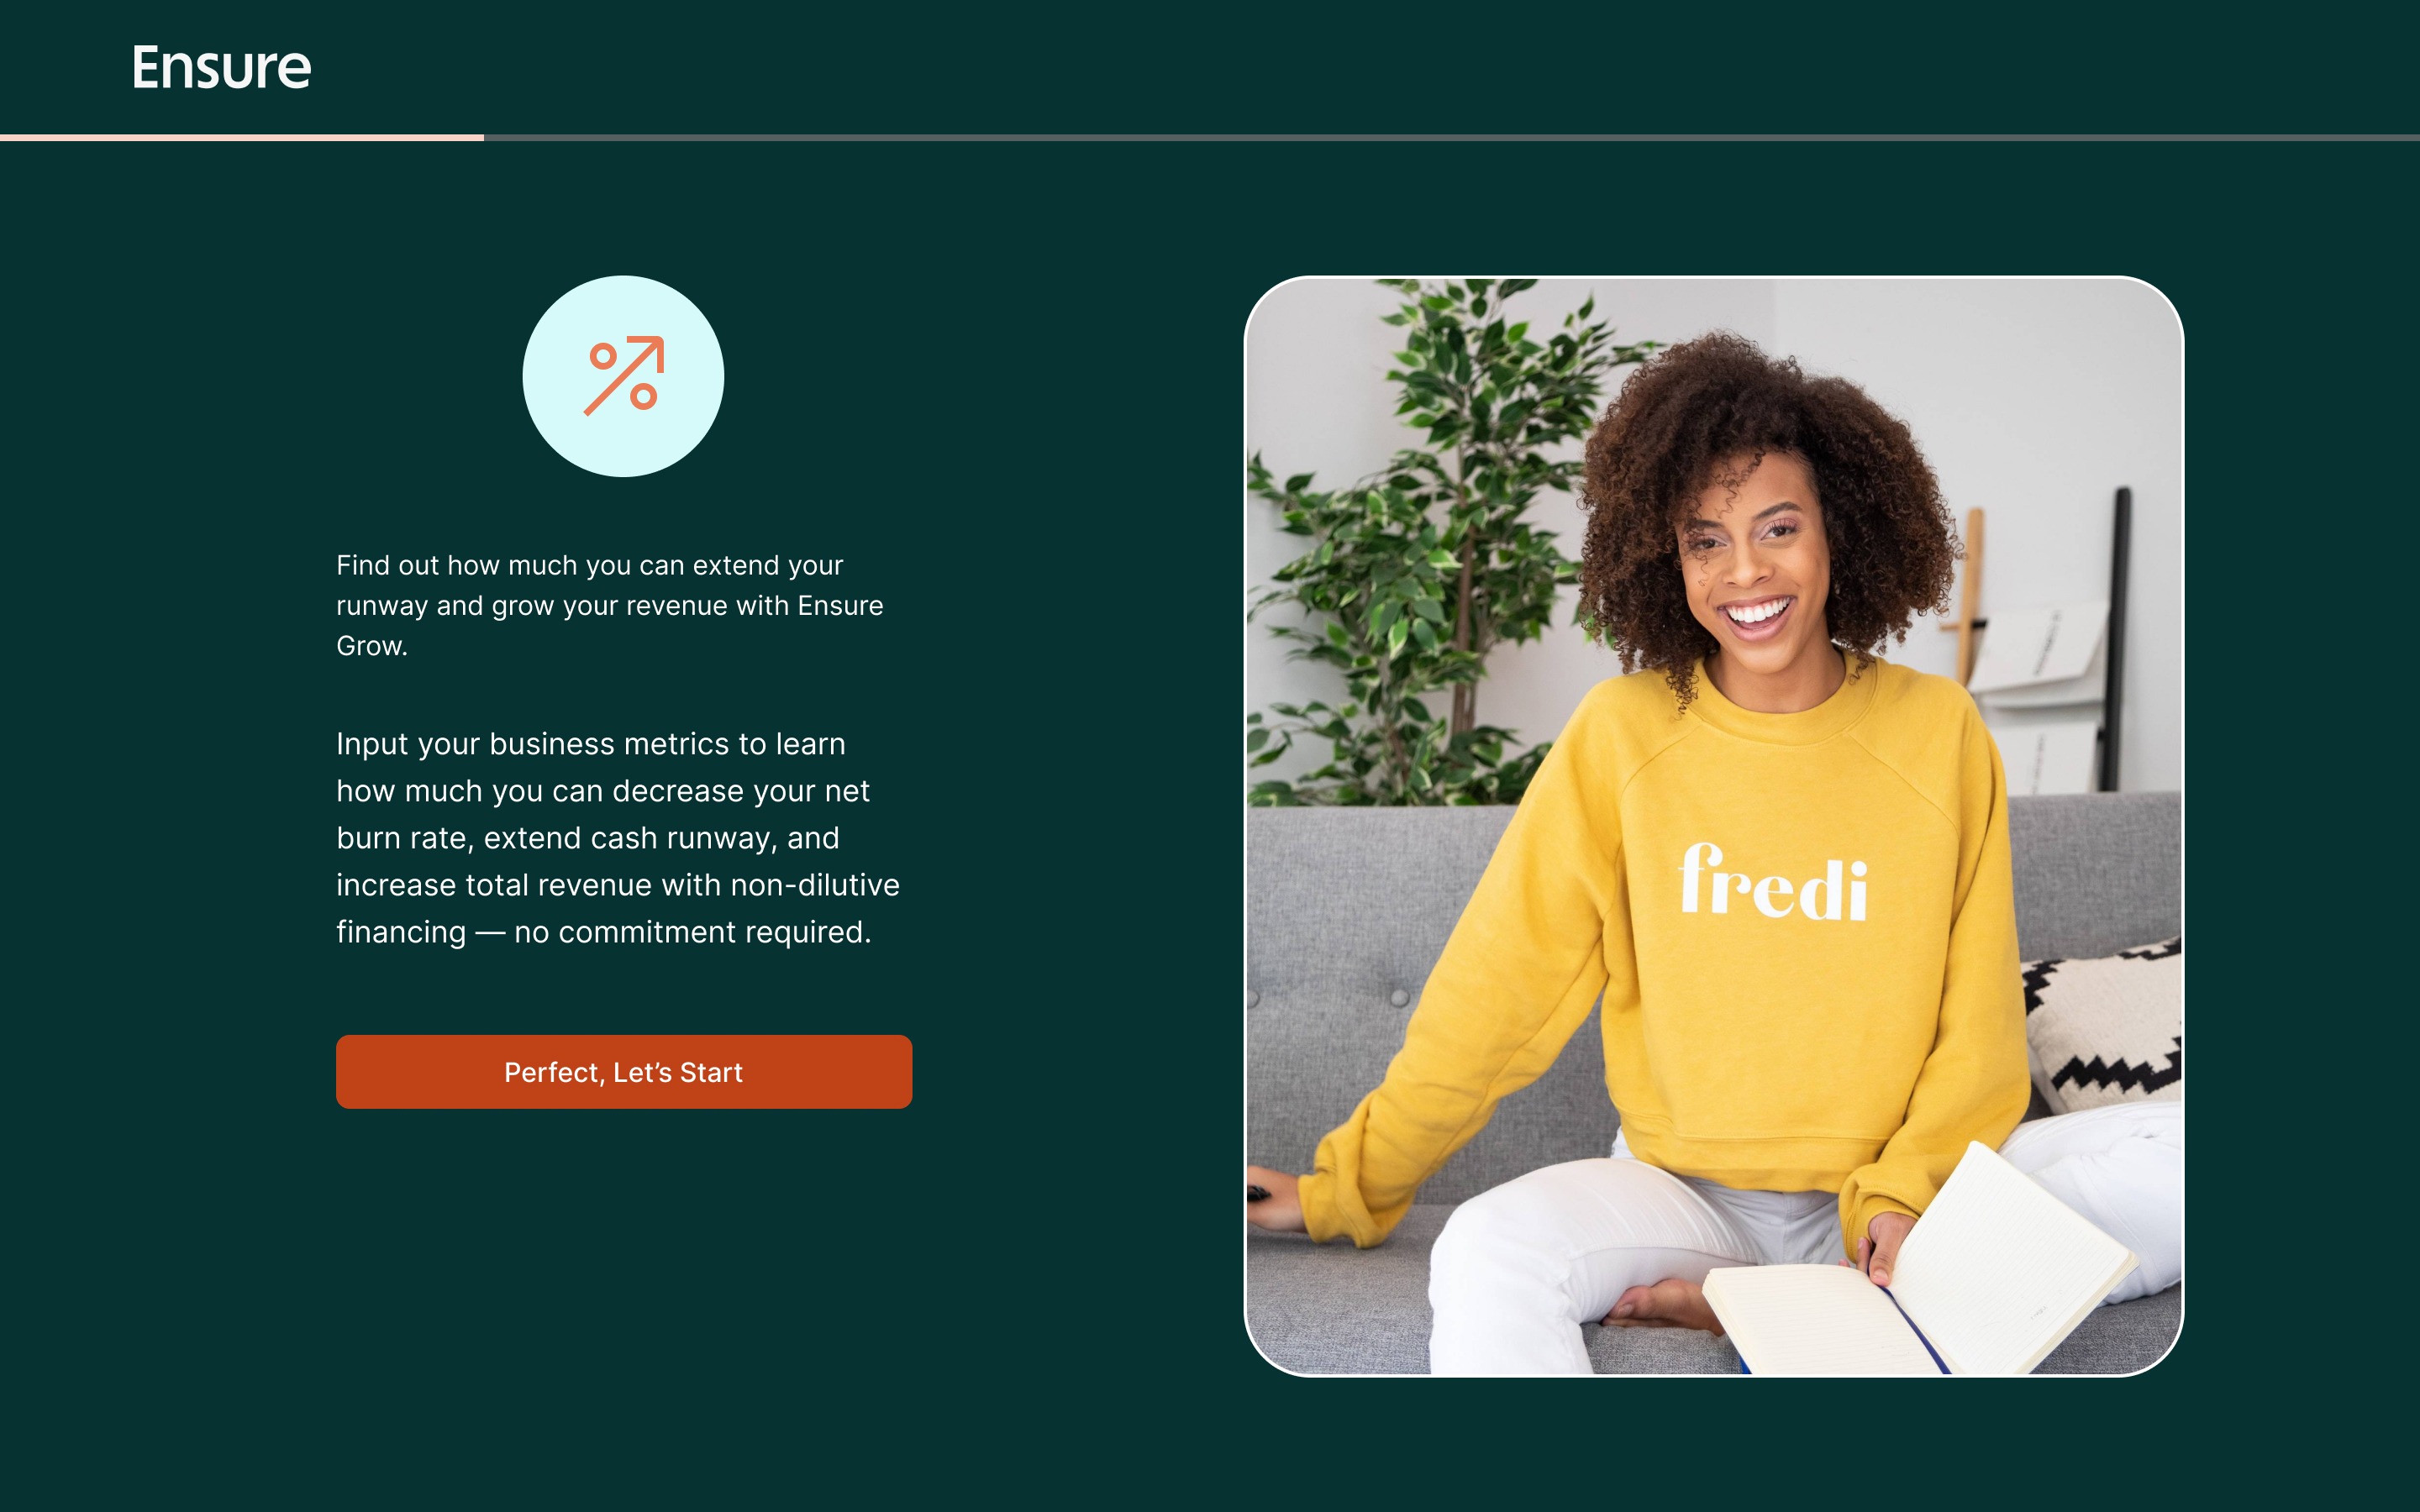 Ensure
Find out how much you can extend your
runway and grow your revenue with Ensure
Grow.
Input your business metrics to learn
how much you can decrease your net
burn rate, extend cash runway, and
increase total revenue with non-dilutive
financing — no commitment required.
Perfect, Let’s Start
fredi